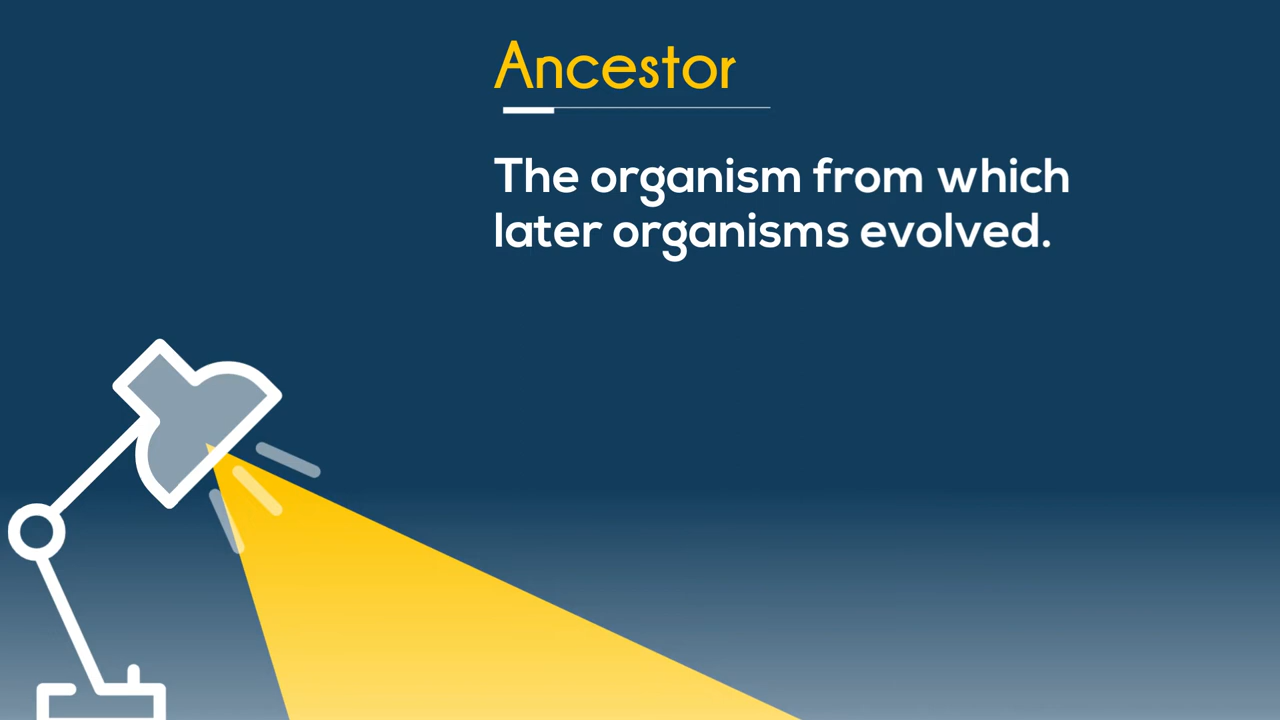 Ancestor
The organism from which
later organisms evolved.